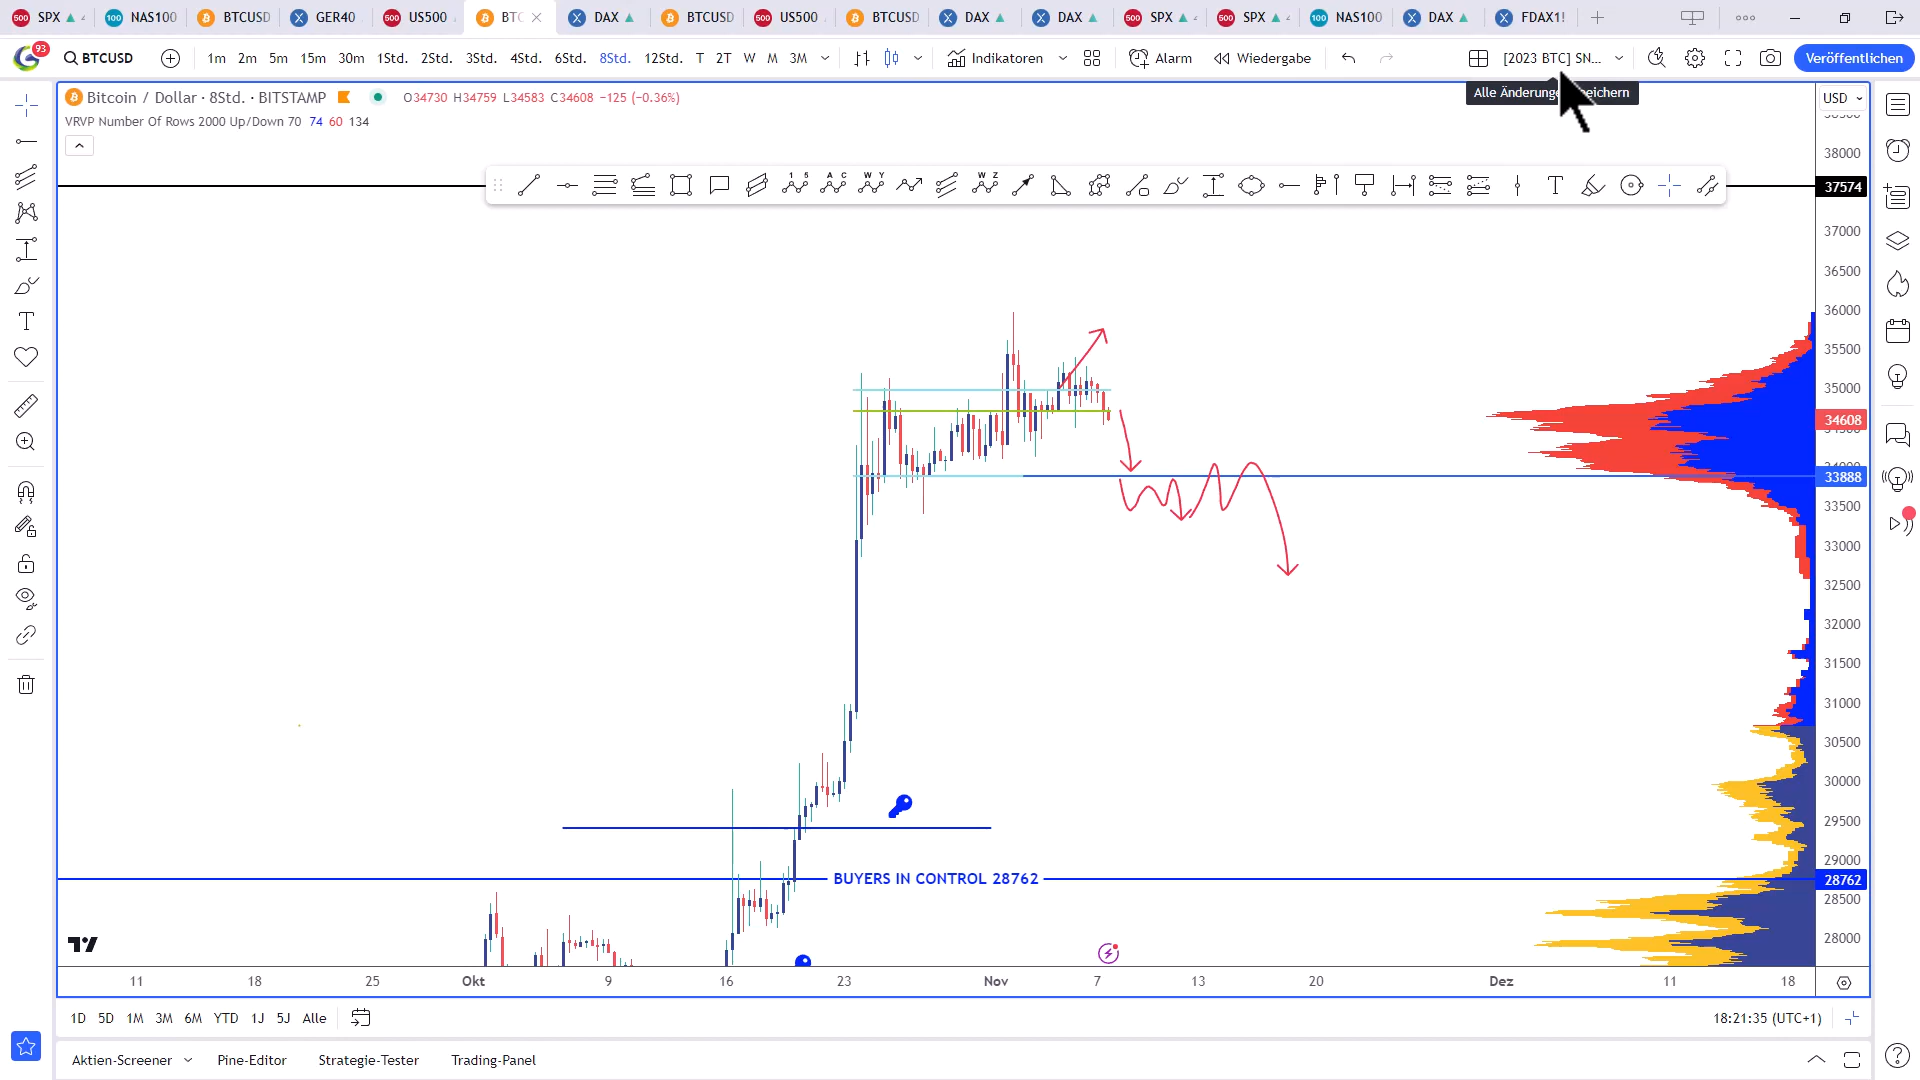 SPX NAS100 BTCUSD GER40 US500 BTC DAX BTCUSD US500 BTCUSD DAX DAX SPX SPX NAS100 DAX FDAX1!
93 BTCUSD 1m 2m 5m 15m 30m 1Std. 2Std. 3Std. 4Std. 6Std. 8Std. 12Std. T 2T W M 3M Indikatoren Alarm Wiedergabe [2023 BTC] SN... Veröffentlichen
Bitcoin / Dollar · 8Std. · BITSTAMP O34730 H34759 L34583 C34608 −125 (−0.36%) USD
VRVP Number Of Rows 2000 Up/Down 70 74 60 134
38000
37574
37000
36500
36000
35500
35000
34608
33888
33500
33000
32500
32000
31500
31000
30500
30000
29500
29000
BUYERS IN CONTROL 28762
28762
28500
28000
11 18 25 Okt 9 16 23 Nov 7 13 20 Dez 11 18
1D 5D 1M 3M 6M YTD 1J 5J Alle 18:21:35 (UTC+1)
Aktien-Screener Pine-Editor Strategie-Tester Trading-Panel